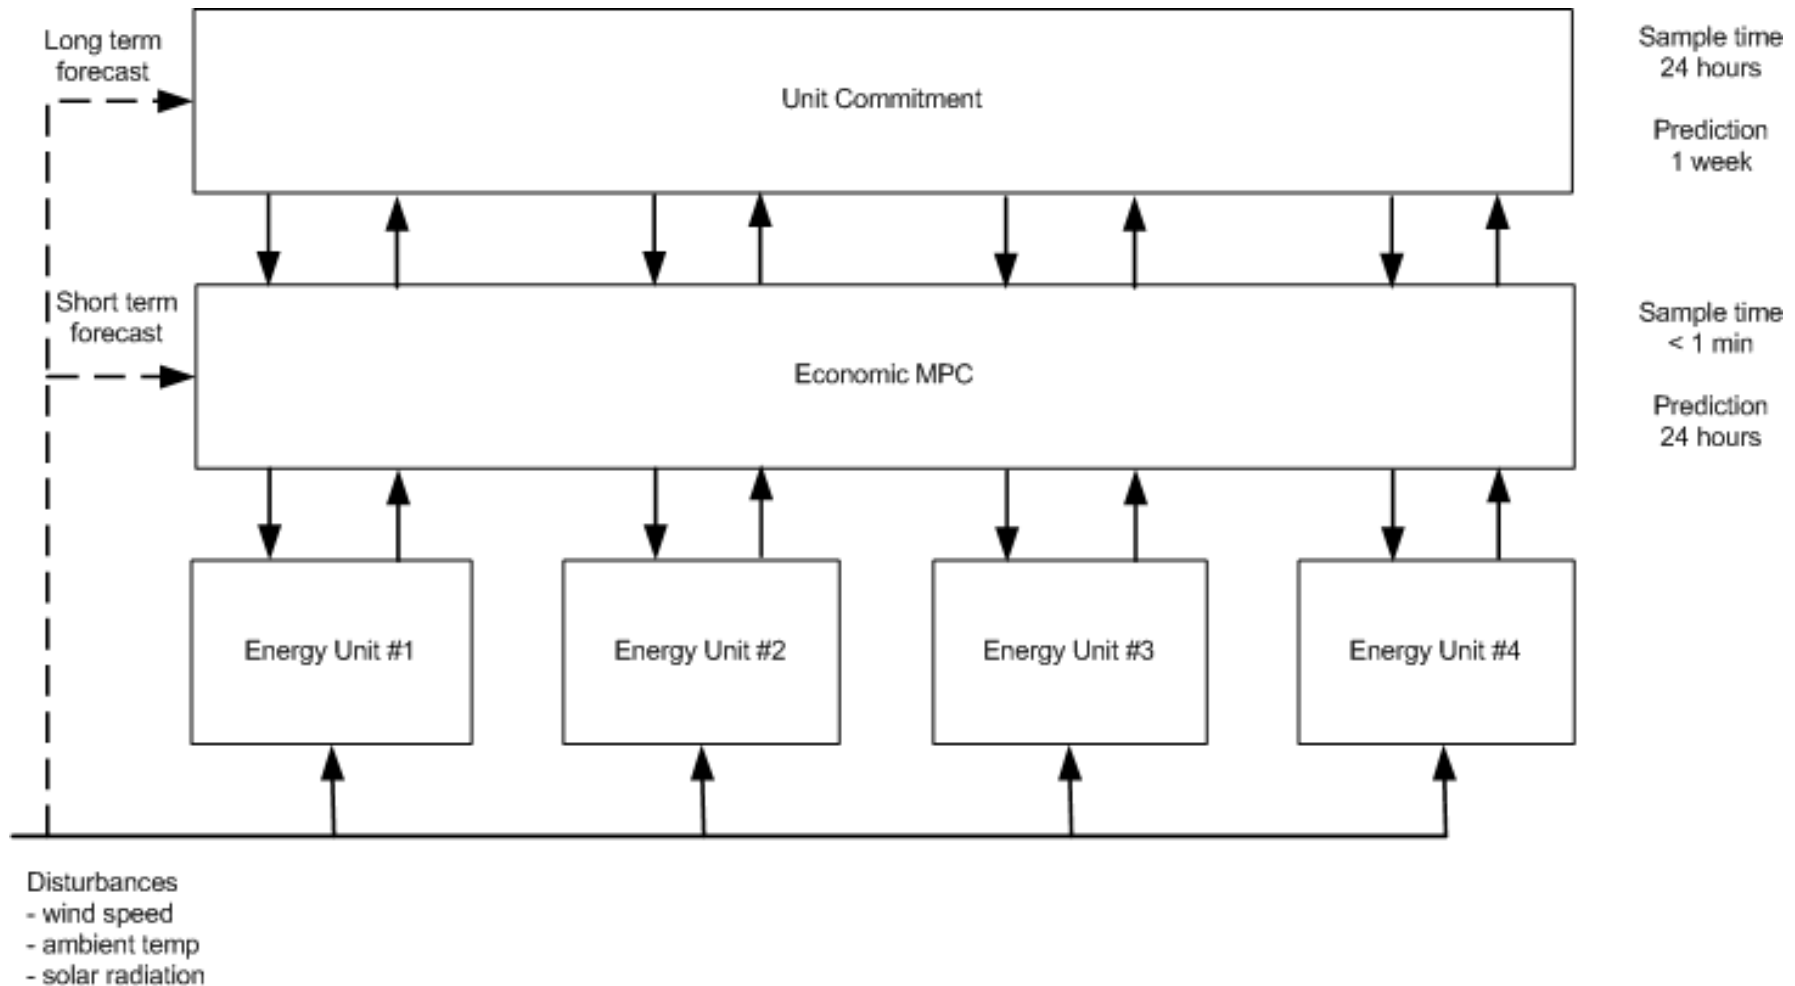 Long term
forecast
Unit Commitment
Sample time
24 hours
Prediction
1 week
Short term
forecast
Economic MPC
Sample time
< 1 min
Prediction
24 hours
Energy Unit #1
Energy Unit #2
Energy Unit #3
Energy Unit #4
Disturbances
- wind speed
- ambient temp
- solar radiation